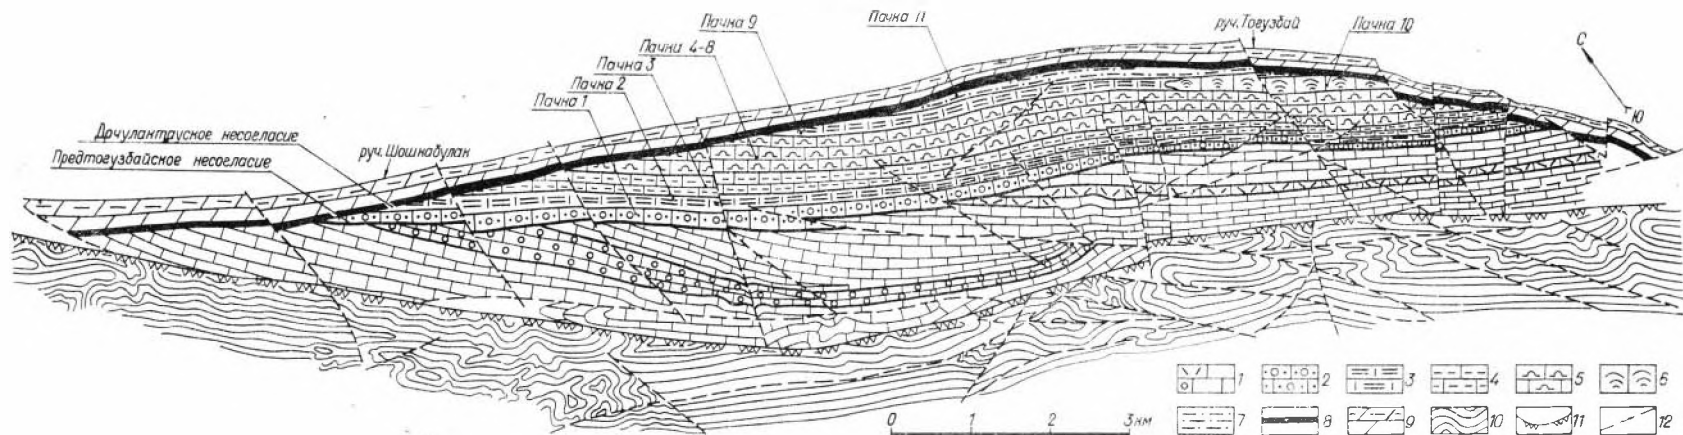 Пачка 9
Пачка 11
руч.Тогузбай
Пачка 10
Пачки 4-8
Пачка 3
Пачка 2
Пачка 1
С
Ю
Арчулантауское несогласие
Предтогузбайское несогласие
руч.Шошкабулак
1 2 3 4 5 6
7 8 9 10 11 12
0 1 2 3 км